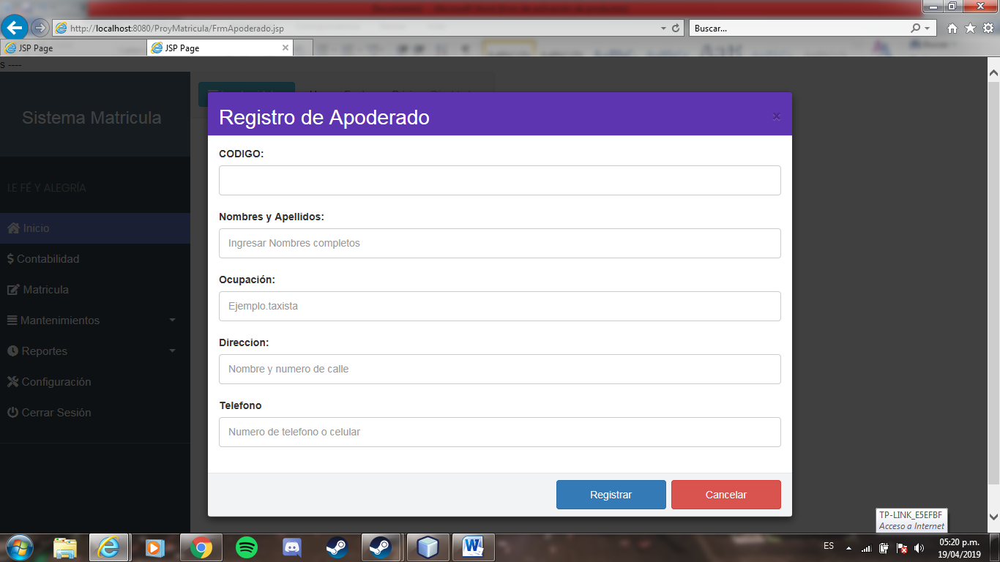 http://localhost:8080/ProyMatricula/FrmApoderado.jsp
Buscar...
JSP Page
JSP Page
s ----
Sistema Matricula
Registro de Apoderado
×
CODIGO:
I.E FÉ Y ALEGRÍA
Nombres y Apellidos:
Inicio
Ingresar Nombres completos
Contabilidad
Ocupación:
Matricula
Ejemplo.taxista
Mantenimientos
Direccion:
Reportes
Nombre y numero de calle
Configuración
Telefono
Cerrar Sesión
Numero de telefono o celular
Registrar
Cancelar
TP-LINK_E5EFBF
Acceso a Internet
ES
05:20 p.m.
19/04/2019